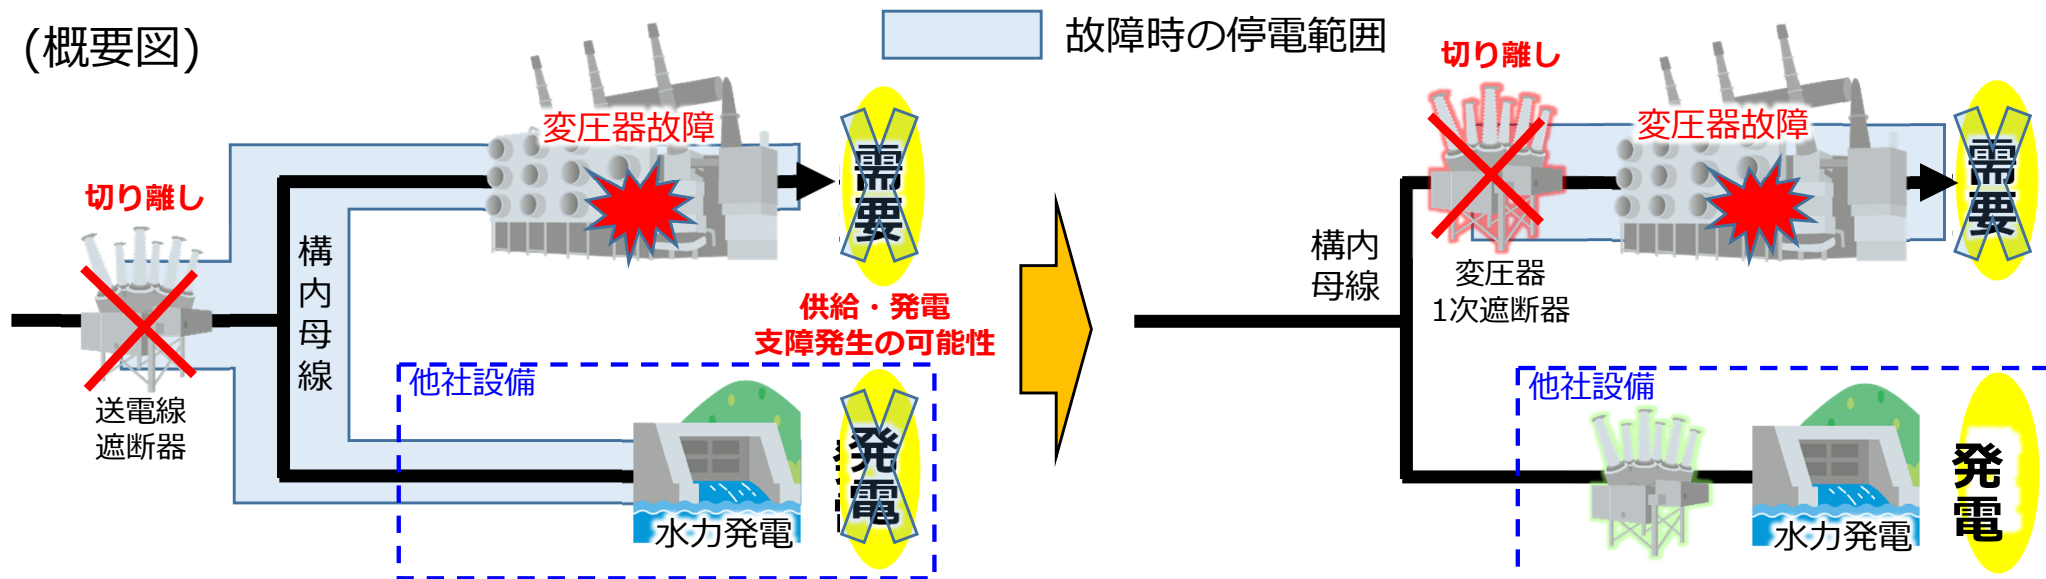 (概要図)
故障時の停電範囲
切り離し
変圧器故障
需要
構内母線
送電線
遮断器
供給・発電
支障発生の可能性
他社設備
水力発電
発電
切り離し
変圧器故障
需要
構内
母線
変圧器
1次遮断器
他社設備
水力発電
発電